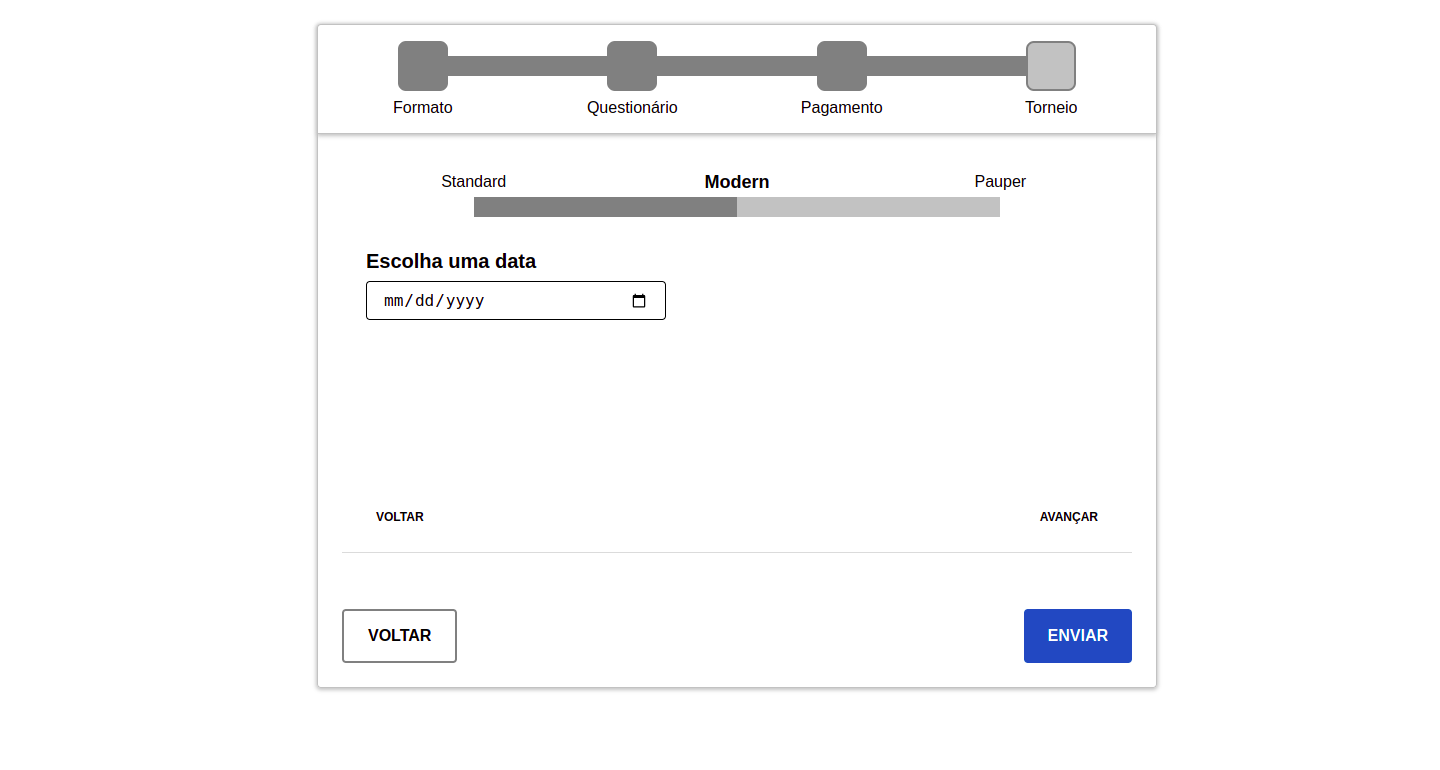 Formato Questionário Pagamento Torneio
Standard Modern Pauper
Escolha uma data
mm/dd/yyyy
VOLTAR AVANÇAR
VOLTAR ENVIAR